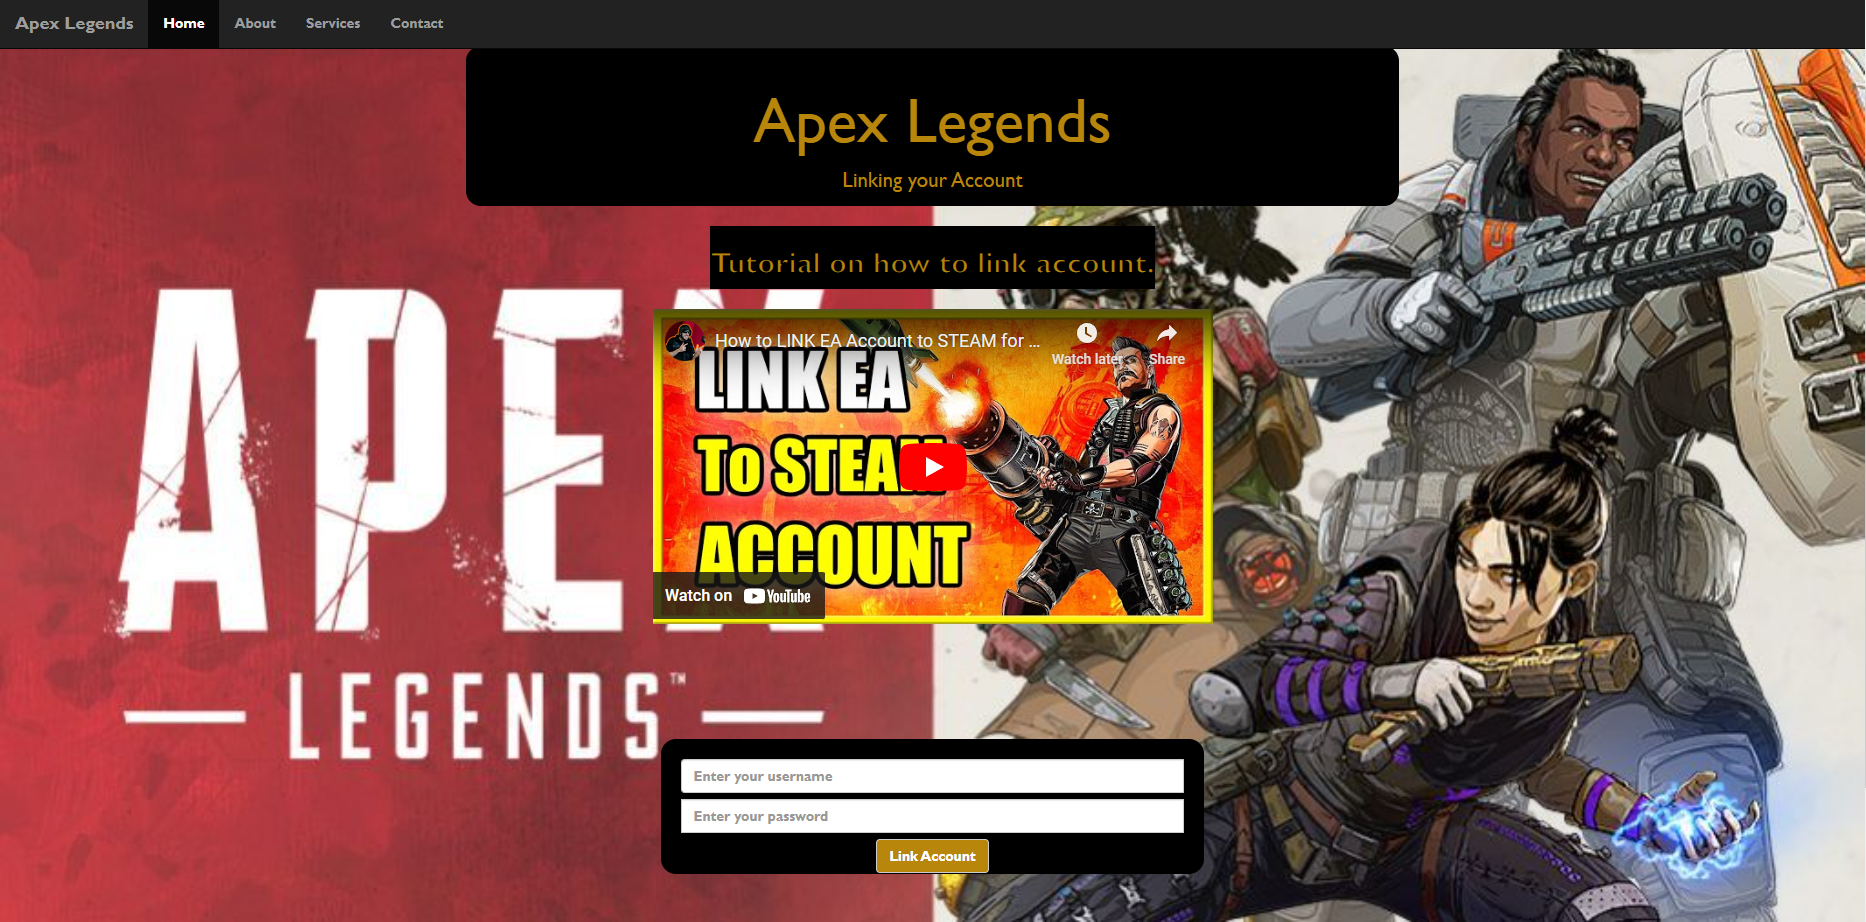 Apex Legends Home About Services Contact
Apex Legends
Linking your Account
Tutorial on how to link account.
APEX
LEGENDS™
How to LINK EA Account to STEAM for ...
Watch later Share
LINK EA
To STEAM
ACCOUNT
Watch on YouTube
Enter your username
Enter your password
Link Account